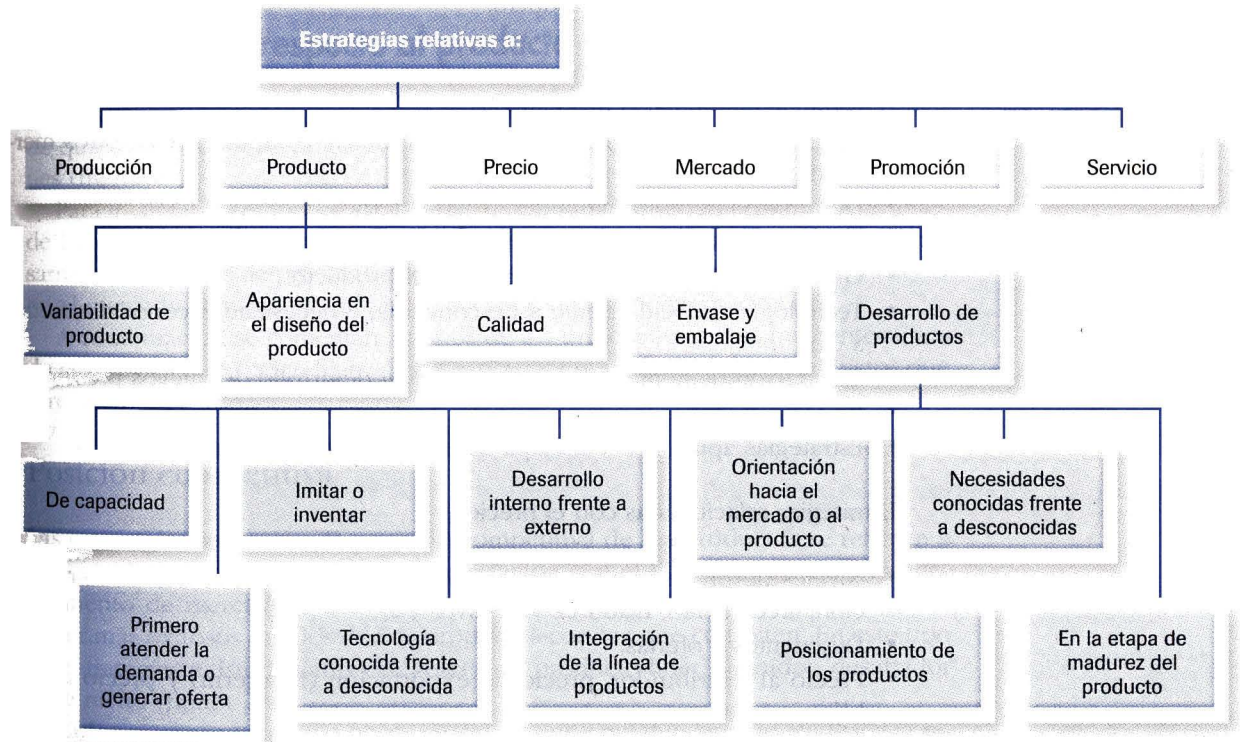 Estrategias relativas a:
Producción
Producto
Precio
Mercado
Promoción
Servicio
Variabilidad de
producto
Apariencia en
el diseño del
producto
Calidad
Envase y
embalaje
Desarrollo de
productos
De capacidad
Imitar o
inventar
Desarrollo
interno frente a
externo
Orientación
hacia el
mercado o al
producto
Necesidades
conocidas frente
a desconocidas
Primero
atender la
demanda o
generar oferta
Tecnología
conocida frente
a desconocida
Integración
de la línea de
productos
Posicionamiento de
los productos
En la etapa de
madurez del
producto